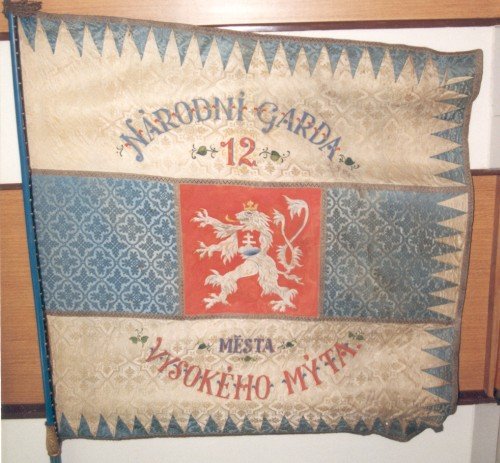 NÁRODNÍ GARDA
12
MĚSTA
VYSOKÉHO MÝTA.